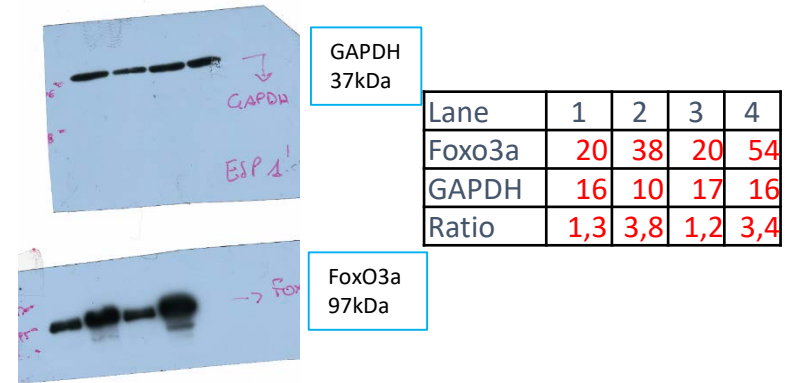 GAPDH
37kDa
GAPDH
ESP 1'
Lane 1 2 3 4
Foxo3a 20 38 20 54
GAPDH 16 10 17 16
Ratio 1,3 3,8 1,2 3,4
FoxO3a
97kDa
→ Fox